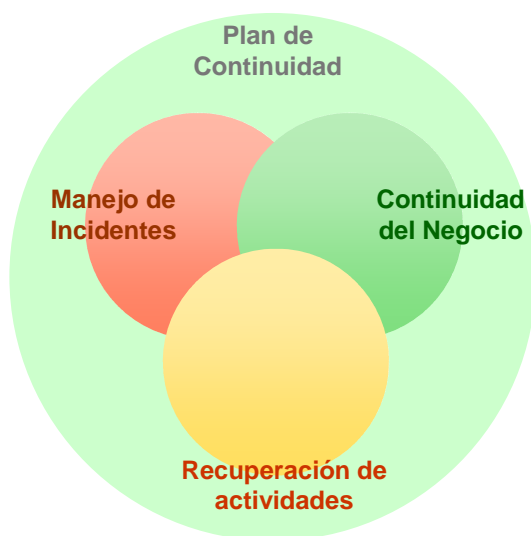 Plan de
Continuidad
Manejo de
Incidentes
Continuidad
del Negocio
Recuperación de
actividades